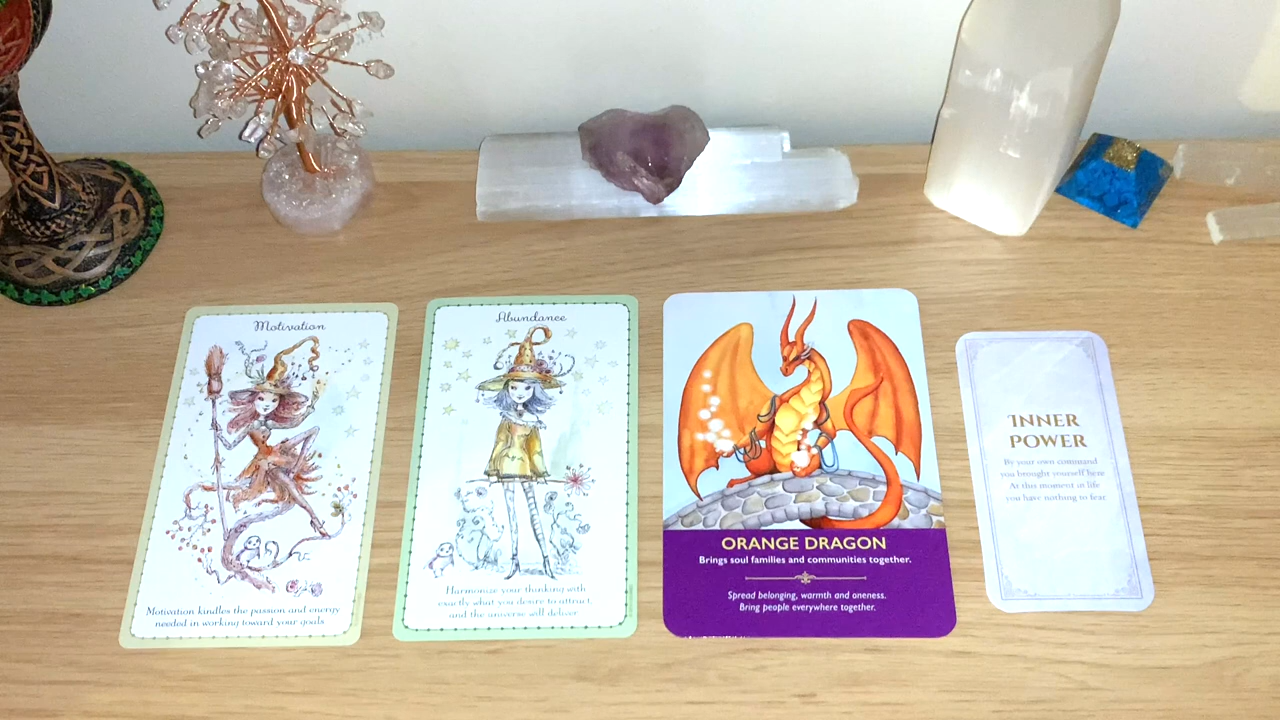 Motivation
Motivation kindles the passion and energy
needed in working toward your goals
Abundance
Harmonize your thinking with
exactly what you desire to attract,
and the universe will deliver
ORANGE DRAGON
Brings soul families and communities together.
Spread belonging, warmth and oneness.
Bring people everywhere together.
INNER
POWER
By your own command
you brought yourself here
At this moment in life
you have nothing to fear